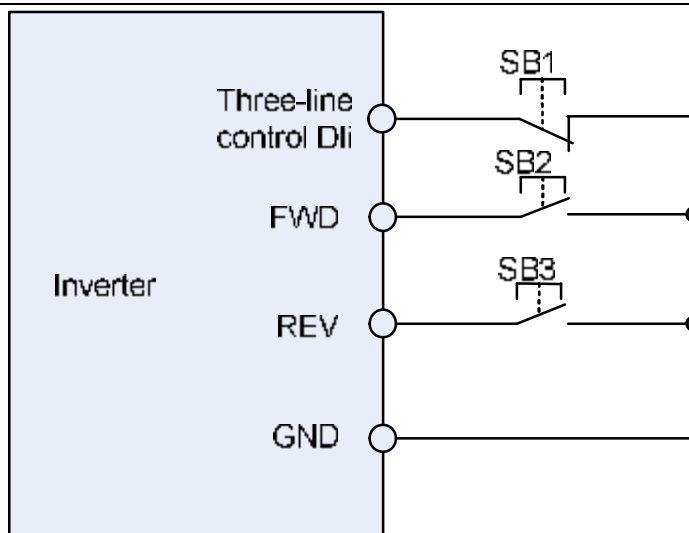 SB1
Three-line
control DIi
SB2
FWD
SB3
Inverter
REV
GND